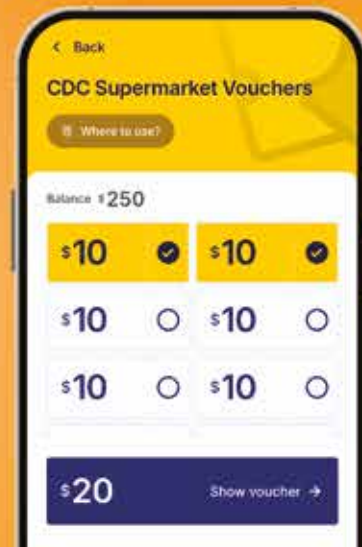 Back
CDC Supermarket Vouchers
Where to use?
Balance $250
$10 $10
$10 $10
$10 $10
$20 Show voucher →